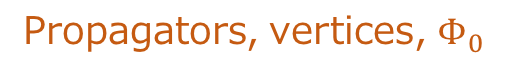 Propagators, vertices, Φ₀